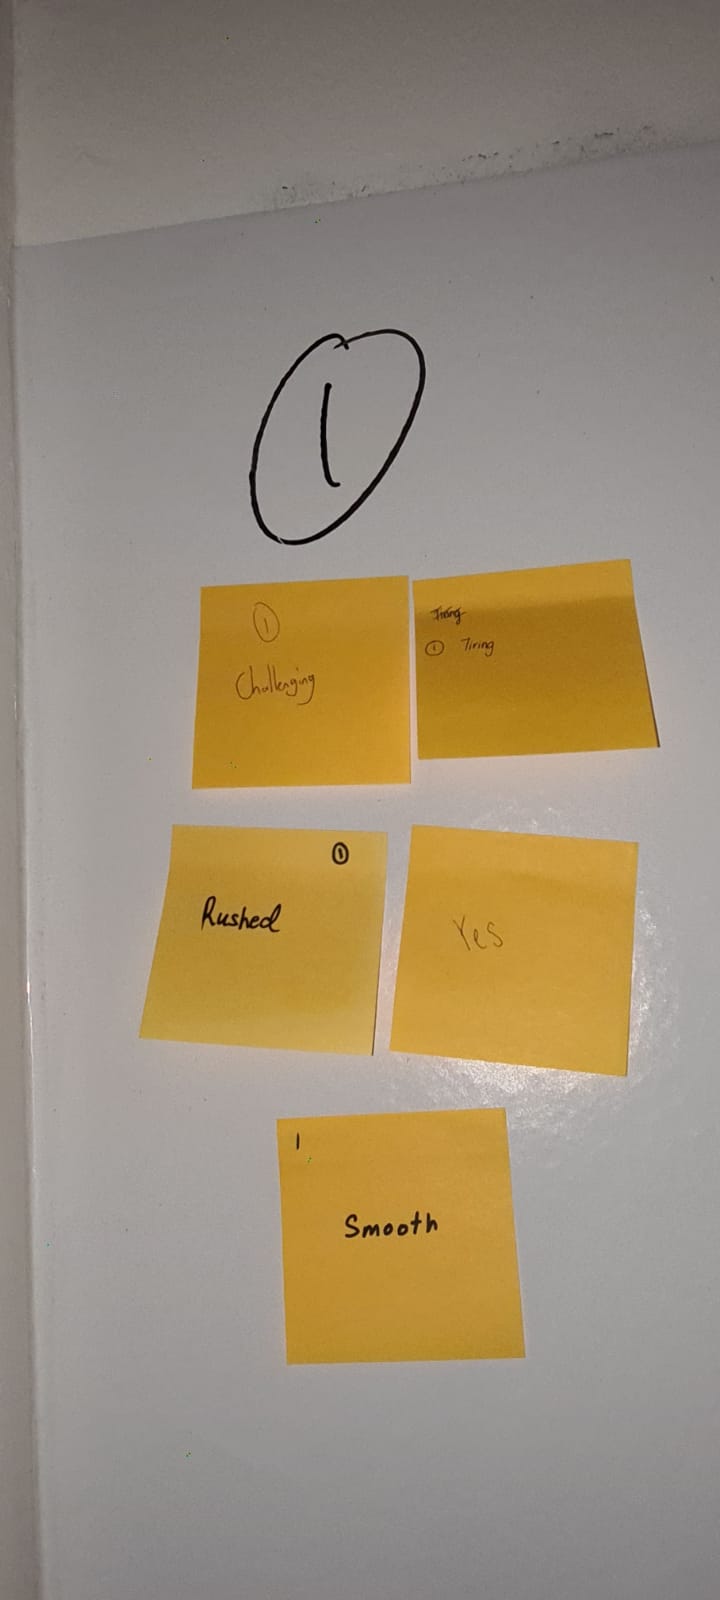 ①
①
Challenging
① Tiring
①
Rushed
Yes
1
Smooth